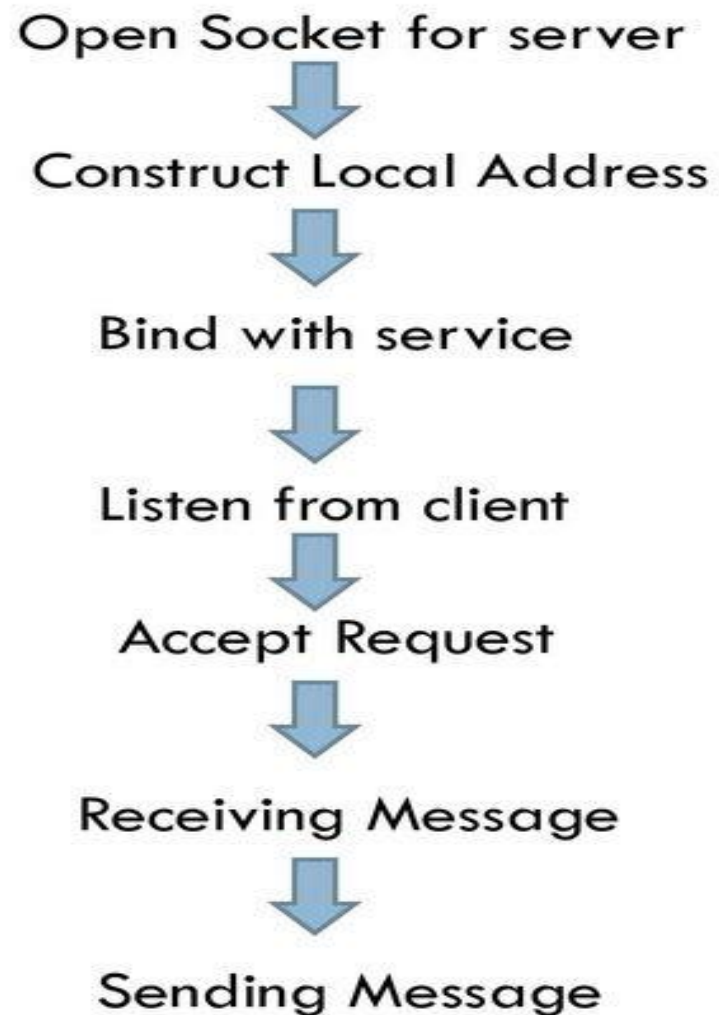 Open Socket for server
Construct Local Address
Bind with service
Listen from client
Accept Request
Receiving Message
Sending Message